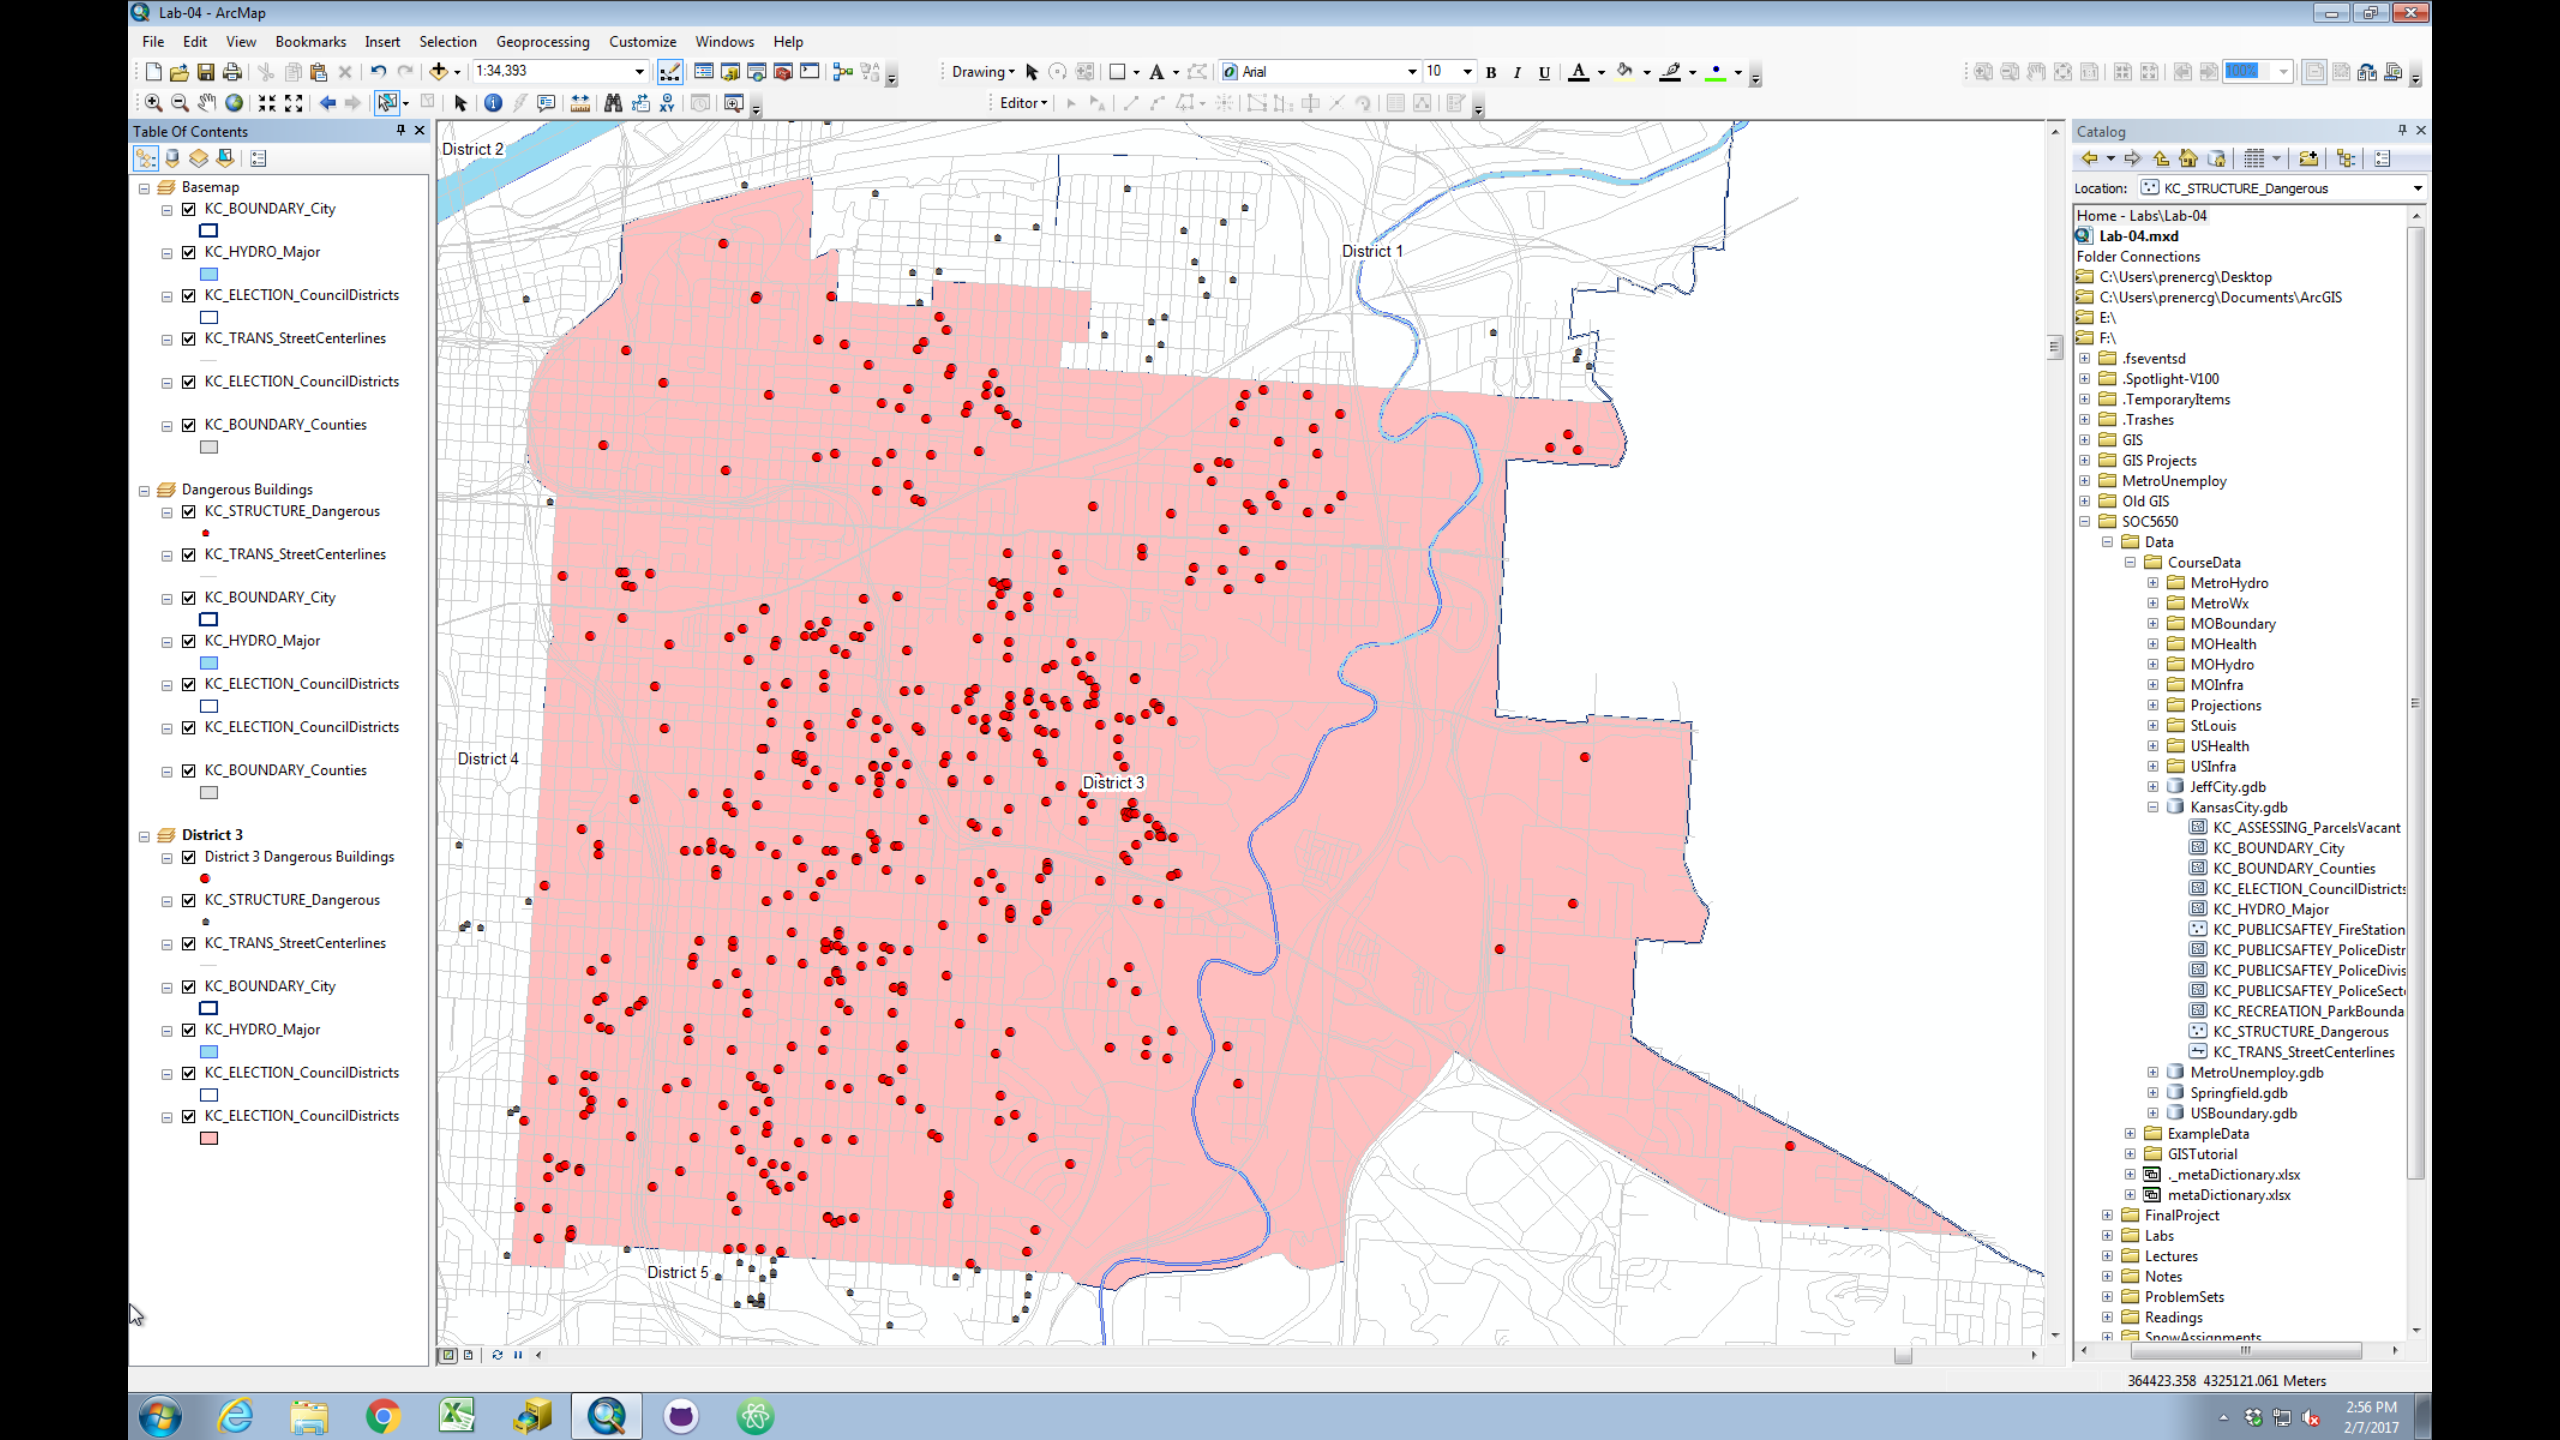 Lab-04 - ArcMap
File Edit View Bookmarks Insert Selection Geoprocessing Customize Windows Help
1:34,393 Drawing Arial 10 B I U A 100%
Editor
Table Of Contents
Basemap
KC_BOUNDARY_City
KC_HYDRO_Major
KC_ELECTION_CouncilDistricts
KC_TRANS_StreetCenterlines
KC_ELECTION_CouncilDistricts
KC_BOUNDARY_Counties
Dangerous Buildings
KC_STRUCTURE_Dangerous
KC_TRANS_StreetCenterlines
KC_BOUNDARY_City
KC_HYDRO_Major
KC_ELECTION_CouncilDistricts
KC_ELECTION_CouncilDistricts
KC_BOUNDARY_Counties
District 3
District 3 Dangerous Buildings
KC_STRUCTURE_Dangerous
KC_TRANS_StreetCenterlines
KC_BOUNDARY_City
KC_HYDRO_Major
KC_ELECTION_CouncilDistricts
KC_ELECTION_CouncilDistricts
District 2
District 1
District 4
District 3
District 5
Catalog
Location: KC_STRUCTURE_Dangerous
Home - Labs\Lab-04
Lab-04.mxd
Folder Connections
C:\Users\prenercg\Desktop
C:\Users\prenercg\Documents\ArcGIS
E:\
F:\
.fseventsd
.Spotlight-V100
.TemporaryItems
.Trashes
GIS
GIS Projects
MetroUnemploy
Old GIS
SOC5650
Data
CourseData
MetroHydro
MetroWx
MOBoundary
MOHealth
MOHydro
MOInfra
Projections
StLouis
USHealth
USInfra
JeffCity.gdb
KansasCity.gdb
KC_ASSESSING_ParcelsVacant
KC_BOUNDARY_City
KC_BOUNDARY_Counties
KC_ELECTION_CouncilDistricts
KC_HYDRO_Major
KC_PUBLICSAFTEY_FireStation
KC_PUBLICSAFTEY_PoliceDistr
KC_PUBLICSAFTEY_PoliceDivis
KC_PUBLICSAFTEY_PoliceSect
KC_RECREATION_ParkBounda
KC_STRUCTURE_Dangerous
KC_TRANS_StreetCenterlines
MetroUnemploy.gdb
Springfield.gdb
USBoundary.gdb
ExampleData
GISTutorial
._metaDictionary.xlsx
metaDictionary.xlsx
FinalProject
Labs
Lectures
Notes
ProblemSets
Readings
SnowAssignments
364423.358 4325121.061 Meters
2:56 PM
2/7/2017